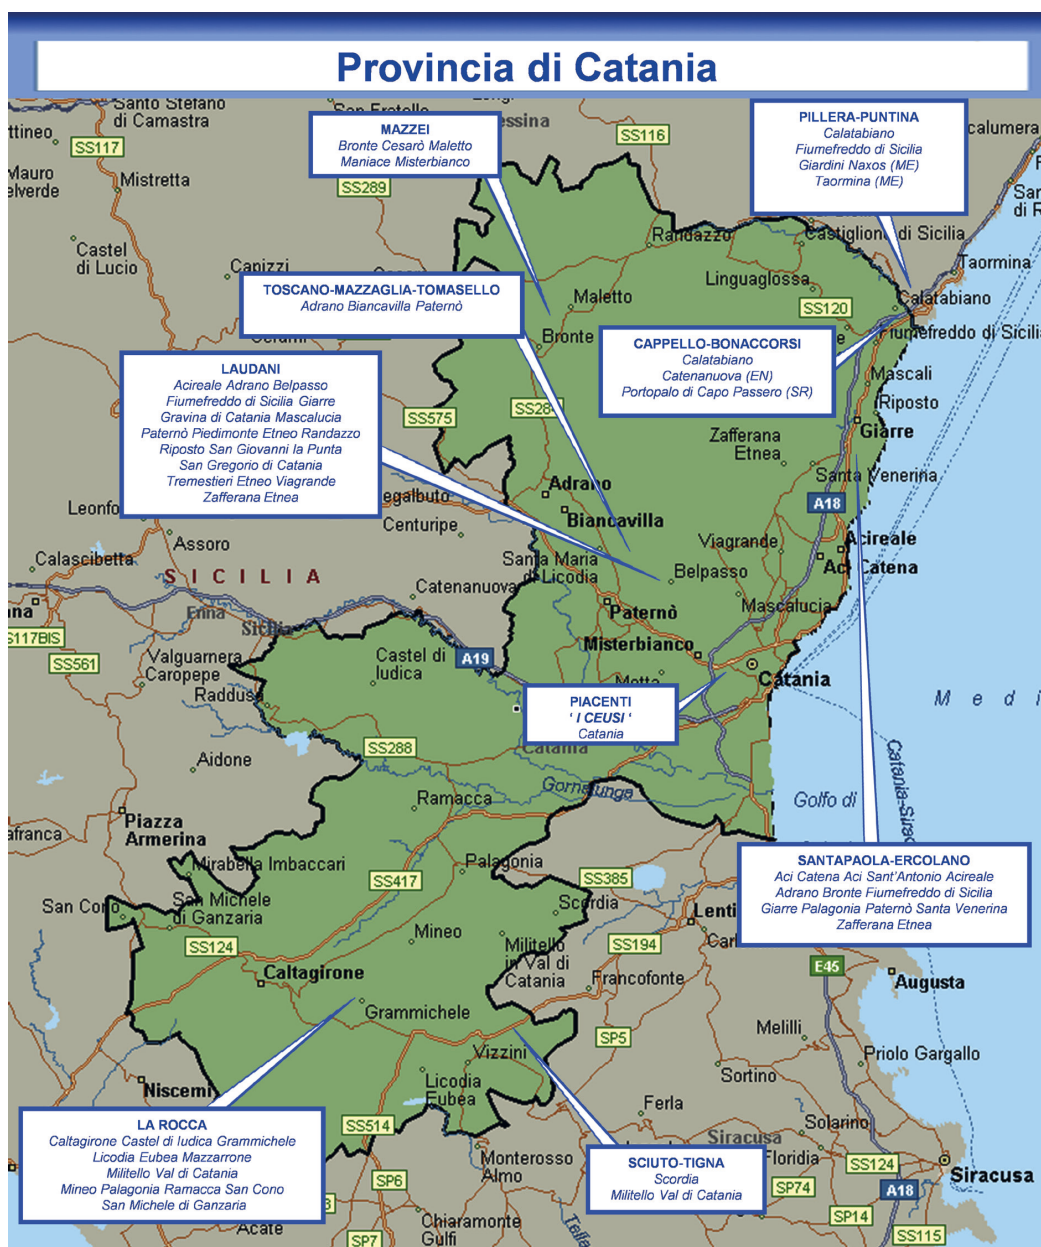 Provincia di Catania
Santo Stefano
di Camastra
SS117
Mistretta
Castel
di Lucio
Capizzi
SS289
SS116
MAZZEI
Bronte Cesarò Maletto
Maniace Misterbianco
PILLERA-PUNTINA
Calatabiano
Fiumefreddo di Sicilia
Giardini Naxos (ME)
Taormina (ME)
Randazzo
Castiglione di Sicilia
Linguaglossa
Taormina
Maletto
SS120
Calatabiano
TOSCANO-MAZZAGLIA-TOMASELLO
Adrano Biancavilla Paternò
Bronte
Fiumefreddo di Sicilia
CAPPELLO-BONACCORSI
Calatabiano
Catenanuova (EN)
Portopalo di Capo Passero (SR)
LAUDANI
Acireale Adrano Belpasso
Fiumefreddo di Sicilia Giarre
Gravina di Catania Mascalucia
Paternò Piedimonte Etneo Randazzo
Riposto San Giovanni la Punta
San Gregorio di Catania
Tremestieri Etneo Viagrande
Zafferana Etnea
Mascali
Riposto
SS575
SS284
Giarre
Zafferana
Etnea
Santa Venerina
Adrano
A18
Biancavilla
Centuripe
Assoro
Calascibetta
Viagrande
Acireale
Aci Catena
Santa Maria
di Licodia
Belpasso
SICILIA
Catenanuova
Mascalucia
Enna
Sicilia
Paternò
SS117BIS
SS561
Valguarnera
Caropepe
Castel di
Iudica
A19
Misterbianco
Catania
Raddusa
Motta
PIACENTI
' I CEUSI '
Catania
Medi
SS288
Catania
Aidone
Gornalunga
Golfo di
Catania-Sirac
Ramacca
Piazza
Armerina
Mirabella Imbaccari
Palagonia
SS417
SS385
SANTAPAOLA-ERCOLANO
Aci Catena Aci Sant'Antonio Acireale
Adrano Bronte Fiumefreddo di Sicilia
Giarre Palagonia Paternò Santa Venerina
Zafferana Etnea
San Cono
San Michele
di Ganzaria
Scordia
Mineo
SS124
Militello
in Val di
Catania
SS194
Caltagirone
Francofonte
E45
Augusta
Grammichele
SP5
Melilli
Vizzini
Priolo Gargallo
Licodia
Eubea
Sortino
Niscemi
LA ROCCA
Caltagirone Castel di Iudica Grammichele
Licodia Eubea Mazzarrone
Militello Val di Catania
Mineo Palagonia Ramacca San Cono
San Michele di Ganzaria
SS514
Ferla
Solarino
Siracusa
Floridia
Monterosso
Almo
SCIUTO-TIGNA
Scordia
Militello Val di Catania
SS124
Siracusa
SP6
SP74
A18
Acate
Chiaramonte
Gulfi
SP14
SS115
SP7